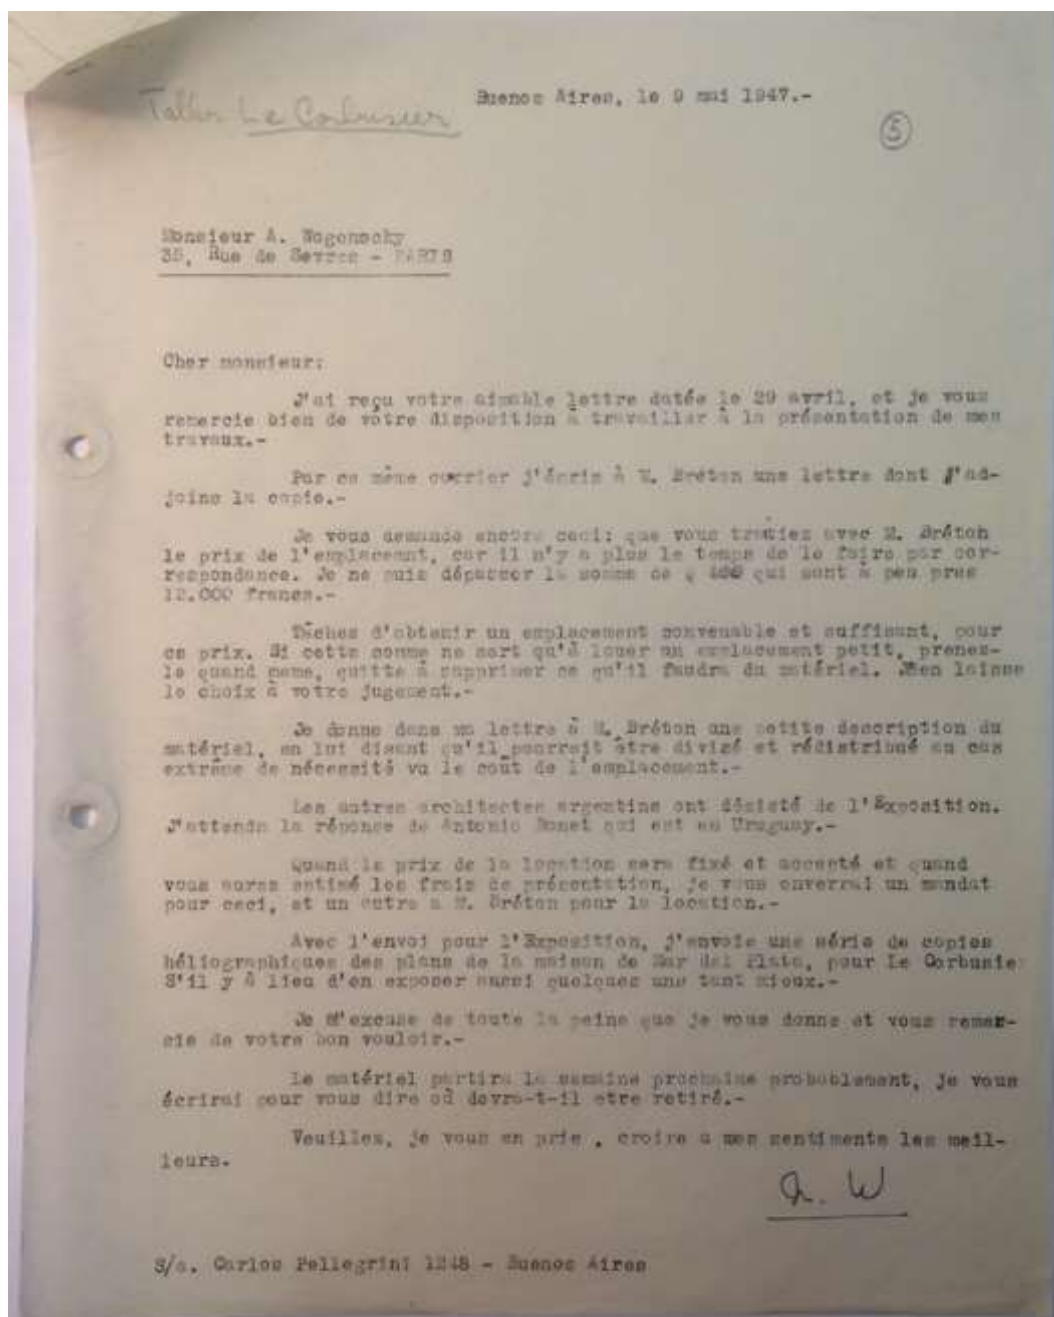 Taller Le Corbusier
Buenos Aires, le 9 mai 1947.-
5
Monsieur A. Wogenscky
35, Rue de Sevres - PARIS
Cher monsieur:
J'ai reçu votre aimable lettre datée le 29 avril, et je vous
remercie bien de vôtre disposition à travailler à la présentation de mes
travaux.-
Par ce même courrier j'écris à M. Bréton une lettre dont j'ad-
joins la copie.-
Je vous demande encore ceci: que vous traties avec M. Bréton
le prix de l'emplacement, car il n'y a plus le temps de le faire par cor-
respondance. Je ne puis dépasser la somme de $ 400 qui sont à peu pres
12.000 francs.-
Tâches d'obtenir un emplacement convenable et suffisant, pour
ce prix. Si cette somme ne sert qu'à louer un emplacement petit, prenes-
le quand meme, quitte à supprimer ce qu'il faudra du matériel. J'en laisse
le choix à votre jugement.-
Je donne dans ma lettre à M. Bréton une petite description du
matériel, en lui disant qu'il pourrait être divisé et rédistribué en cas
extrême de nécessité vu le coût de l'emplacement.-
Les autres architectes argentins ont désisté de l'Exposition.
J'attends la réponse de Antonio Bonet qui est en Uruguay.-
Quand le prix de la location sera fixé et accepté et quand
vous aures estimé les frais de présentation, je vous enverrai un mandat
pour ceci, et un autre a M. Bréton pour la location.-
Avec l'envoi pour l'Exposition, j'envoie une série de copies
héliographiques des plans de la maison de Mar del Plata, pour Le Corbusier
S'il y à lieu d'en exposer aussi quelques uns tant mieux.-
Je m'excuse de toute la peine que je vous donne et vous remer-
cie de votre bon vouloir.-
Le matériel partira la semaine prochaine probablement, je vous
écrirai pour vous dire où devra-t-il etre retiré.-
Veuilles, je vous en prie , croire a mes sentiments les meil-
leurs.
a. W
S/c. Carlos Pellegrini 1248 - Buenos Aires